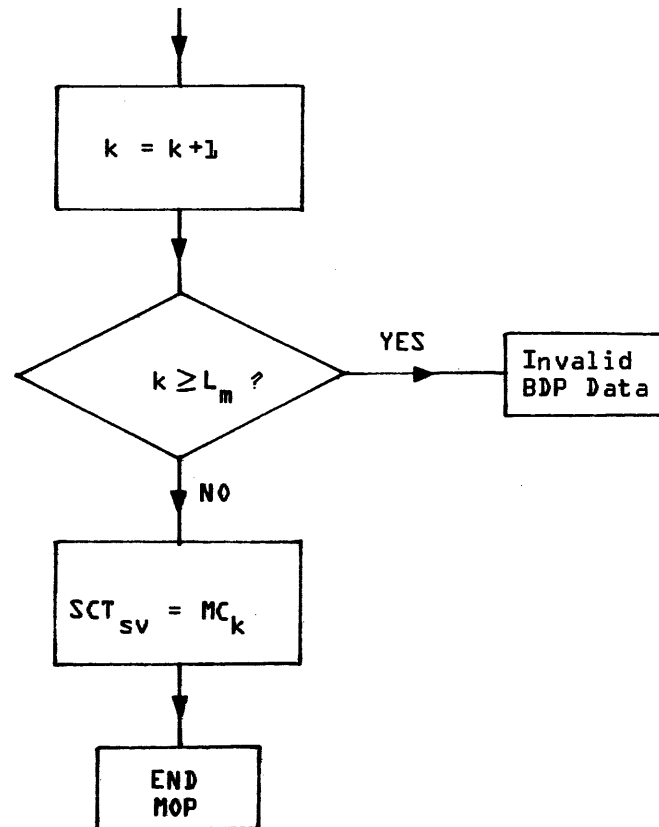 k = k+1
k ≥ L_m ?
YES
Invalid
BDP Data
NO
SCT_sv = MC_k
END
MOP